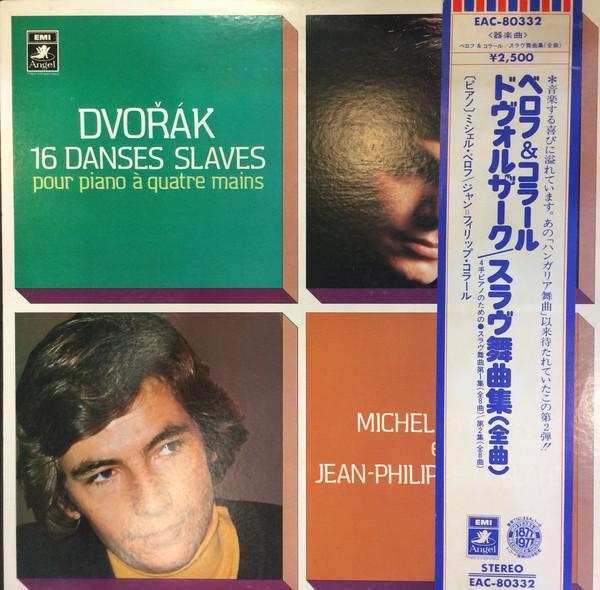 EMI
Angel
DVOŘÁK
16 DANSES SLAVES
pour piano à quatre mains
MICHEL
JEAN-PHILIP
EAC-80332
〈器楽曲〉
ベロフ & コラール/スラヴ舞曲集(全曲)
¥2,500
*音楽する喜びに溢れています。あの「ハンガリア舞曲」以来待たれていたこの第2弾!!
ベロフ&コラール
ドヴォルザーク/スラヴ舞曲集〈全曲〉
4手ピアノのための●スラヴ舞曲第1集(全8曲)/第2集(全8曲)
[ピアノ]ミシェル・ベロフ/ジャン=フィリップ・コラール
EMI
Angel
1877
1977
STEREO
EAC-80332